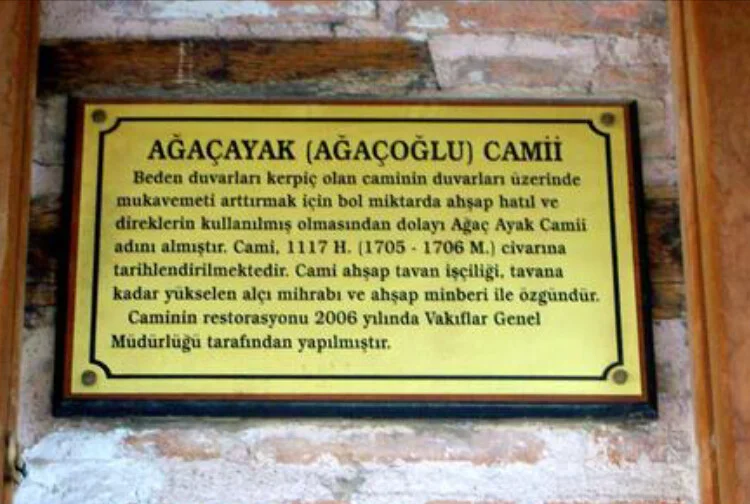 AĞAÇAYAK (AĞAÇOĞLU) CAMİİ
Beden duvarları kerpiç olan caminin duvarları üzerinde
mukavemeti arttırmak için bol miktarda ahşap hatıl ve
direklerin kullanılmış olmasından dolayı Ağaç Ayak Camii
adını almıştır. Cami, 1117 H. (1705 - 1706 M.) civarına
tarihlendirilmektedir. Cami ahşap tavan işçiliği, tavana
kadar yükselen alçı mihrabı ve ahşap minberi ile özgündür.
Caminin restorasyonu 2006 yılında Vakıflar Genel
Müdürlüğü tarafından yapılmıştır.